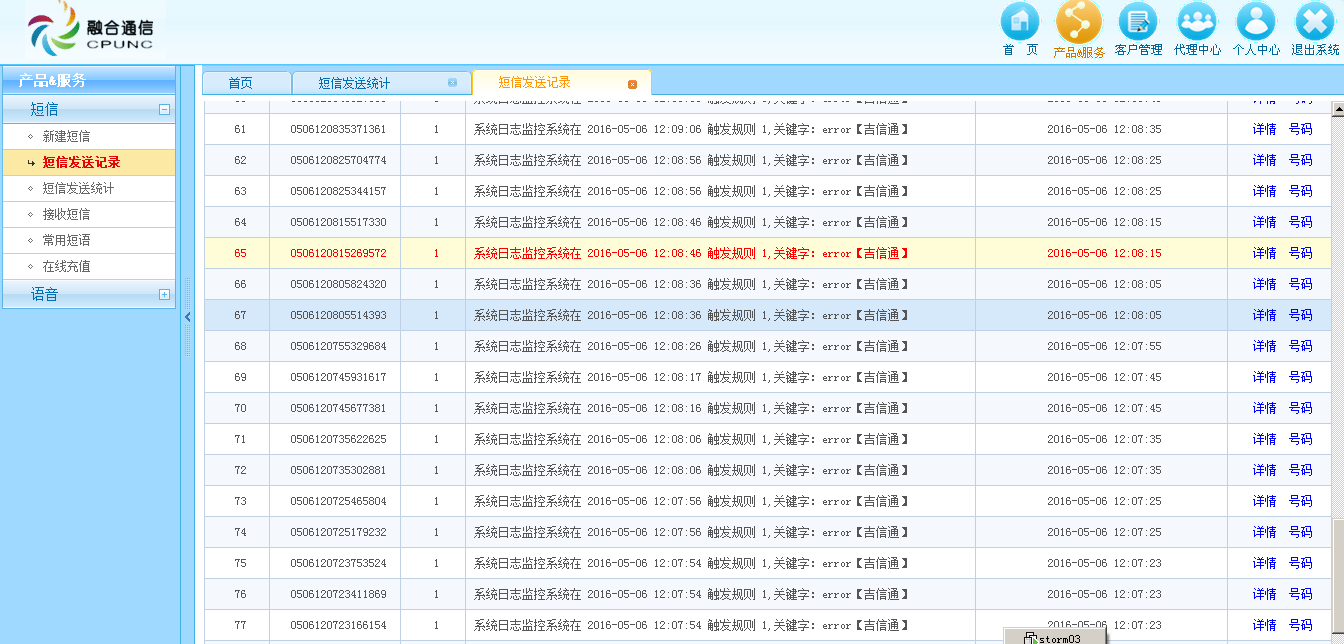 融合通信
CPUNC
首 页 产品&服务 客户管理 代理中心 个人中心 退出系统
产品&服务
短信
新建短信
短信发送记录
短信发送统计
接收短信
常用短语
在线充值
语音
首页 短信发送统计 短信发送记录
61 0506120835371361 1 系统日志监控系统在 2016-05-06 12:09:06 触发规则 1,关键字: error【吉信通】 2016-05-06 12:08:35 详情 号码
62 0506120825704774 1 系统日志监控系统在 2016-05-06 12:08:56 触发规则 1,关键字: error【吉信通】 2016-05-06 12:08:25 详情 号码
63 0506120825344157 1 系统日志监控系统在 2016-05-06 12:08:56 触发规则 1,关键字: error【吉信通】 2016-05-06 12:08:25 详情 号码
64 0506120815517330 1 系统日志监控系统在 2016-05-06 12:08:46 触发规则 1,关键字: error【吉信通】 2016-05-06 12:08:15 详情 号码
65 0506120815269572 1 系统日志监控系统在 2016-05-06 12:08:46 触发规则 1,关键字: error【吉信通】 2016-05-06 12:08:15 详情 号码
66 0506120805824320 1 系统日志监控系统在 2016-05-06 12:08:36 触发规则 1,关键字: error【吉信通】 2016-05-06 12:08:05 详情 号码
67 0506120805514393 1 系统日志监控系统在 2016-05-06 12:08:36 触发规则 1,关键字: error【吉信通】 2016-05-06 12:08:05 详情 号码
68 0506120755329684 1 系统日志监控系统在 2016-05-06 12:08:26 触发规则 1,关键字: error【吉信通】 2016-05-06 12:07:55 详情 号码
69 0506120745931617 1 系统日志监控系统在 2016-05-06 12:08:17 触发规则 1,关键字: error【吉信通】 2016-05-06 12:07:45 详情 号码
70 0506120745677381 1 系统日志监控系统在 2016-05-06 12:08:16 触发规则 1,关键字: error【吉信通】 2016-05-06 12:07:45 详情 号码
71 0506120735622625 1 系统日志监控系统在 2016-05-06 12:08:06 触发规则 1,关键字: error【吉信通】 2016-05-06 12:07:35 详情 号码
72 0506120735302881 1 系统日志监控系统在 2016-05-06 12:08:06 触发规则 1,关键字: error【吉信通】 2016-05-06 12:07:35 详情 号码
73 0506120725465804 1 系统日志监控系统在 2016-05-06 12:07:56 触发规则 1,关键字: error【吉信通】 2016-05-06 12:07:25 详情 号码
74 0506120725179232 1 系统日志监控系统在 2016-05-06 12:07:56 触发规则 1,关键字: error【吉信通】 2016-05-06 12:07:25 详情 号码
75 0506120723753524 1 系统日志监控系统在 2016-05-06 12:07:54 触发规则 1,关键字: error【吉信通】 2016-05-06 12:07:23 详情 号码
76 0506120723411869 1 系统日志监控系统在 2016-05-06 12:07:54 触发规则 1,关键字: error【吉信通】 2016-05-06 12:07:23 详情 号码
77 0506120723166154 1 系统日志监控系统在 2016-05-06 12:07:54 触发规则 1,关键字: error【吉信通】 2016-05-06 12:07:23 详情 号码
storm03